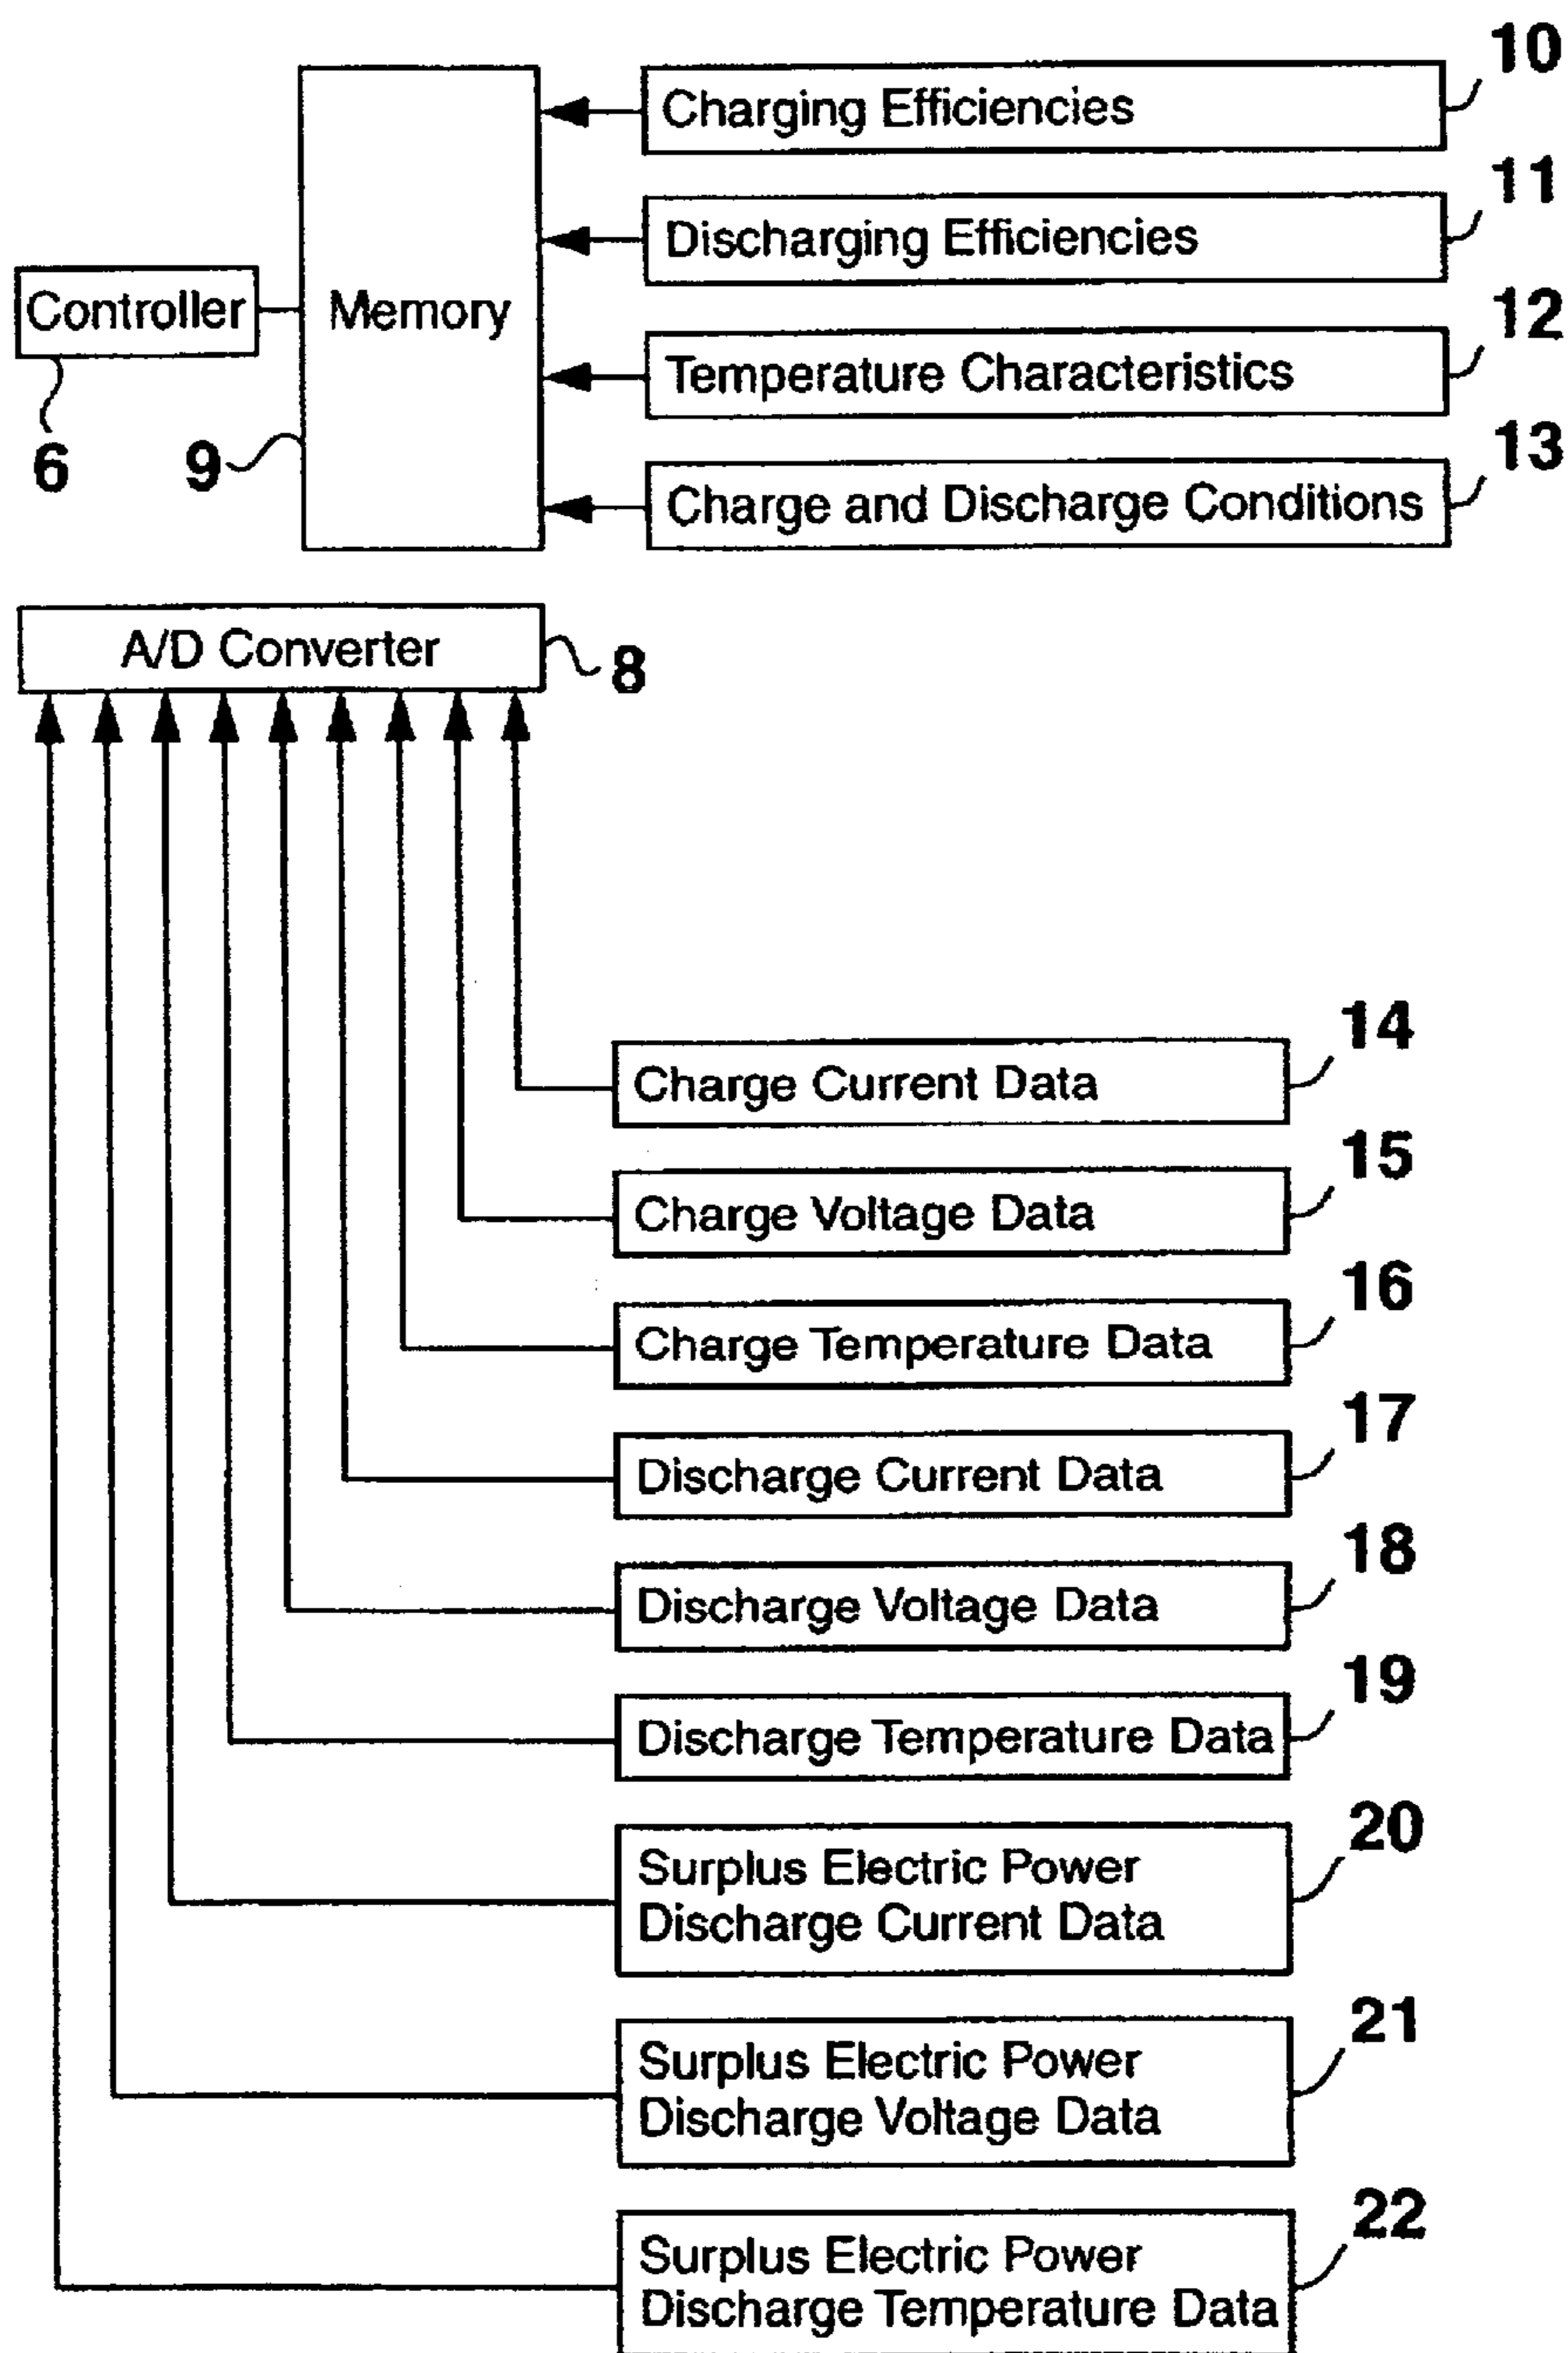 10
Charging Efficiencies
11
Discharging Efficiencies
Controller
Memory
12
Temperature Characteristics
6
9
13
Charge and Discharge Conditions
A/D Converter
8
14
Charge Current Data
15
Charge Voltage Data
16
Charge Temperature Data
17
Discharge Current Data
18
Discharge Voltage Data
19
Discharge Temperature Data
20
Surplus Electric Power
Discharge Current Data
21
Surplus Electric Power
Discharge Voltage Data
22
Surplus Electric Power
Discharge Temperature Data